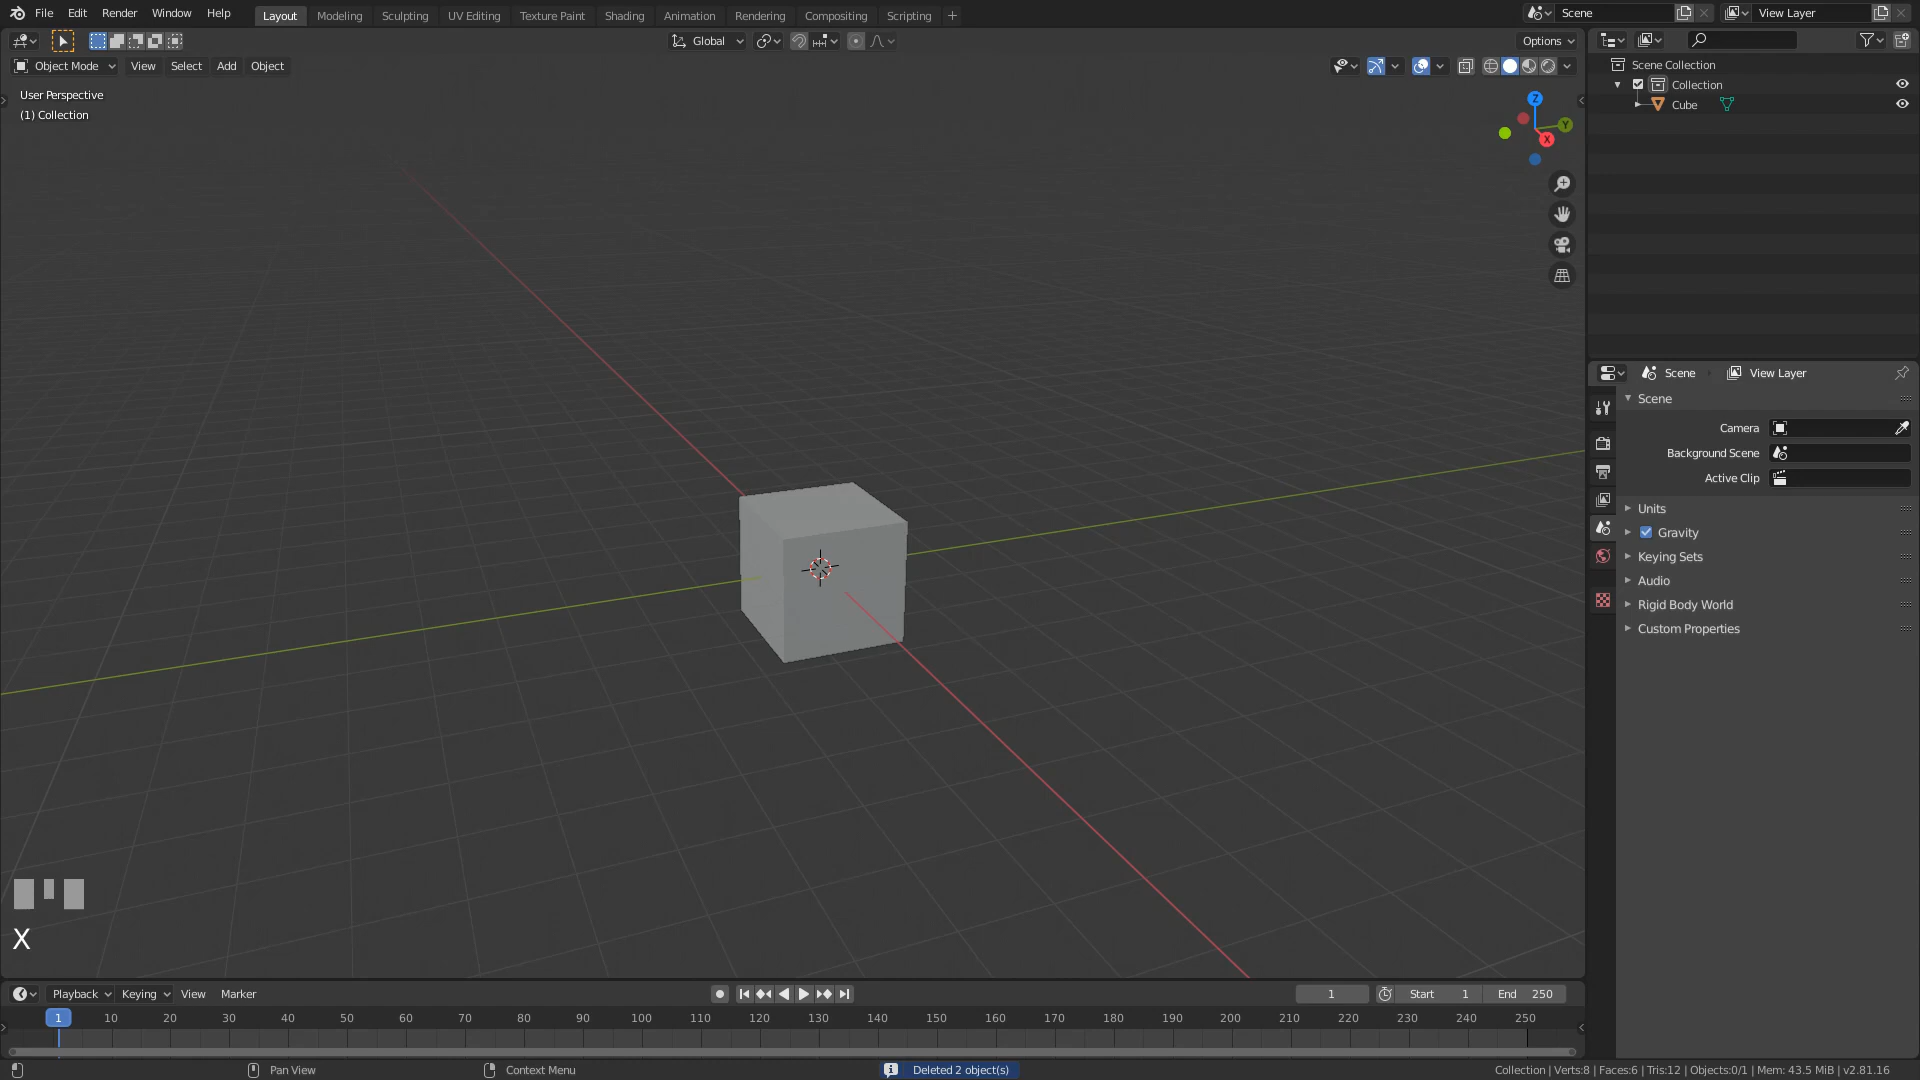 File Edit Render Window Help Layout Modeling Sculpting UV Editing Texture Paint Shading Animation Rendering Compositing Scripting + Scene View Layer
Global Options
Object Mode View Select Add Object
User Perspective
(1) Collection
Z
Y
X
Scene Collection
Collection
Cube
Scene View Layer
Scene
Camera
Background Scene
Active Clip
Units
Gravity
Keying Sets
Audio
Rigid Body World
Custom Properties
X
Playback Keying View Marker 1 Start 1 End 250
1 10 20 30 40 50 60 70 80 90 100 110 120 130 140 150 160 170 180 190 200 210 220 230 240 250
Pan View Context Menu Deleted 2 object(s) Collection | Verts:8 | Faces:6 | Tris:12 | Objects:0/1 | Mem: 43.5 MiB | v2.81.16